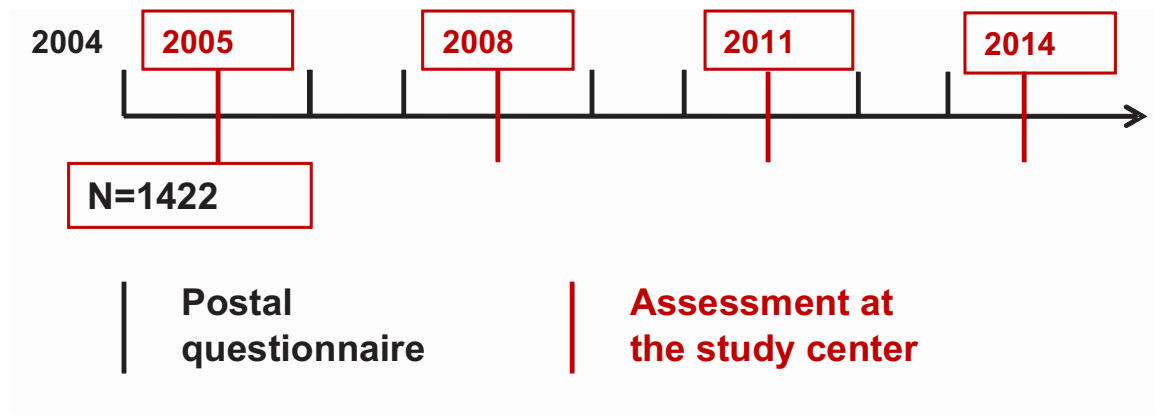 2004
2005
2008
2011
2014
N=1422
Postal
questionnaire
Assessment at
the study center